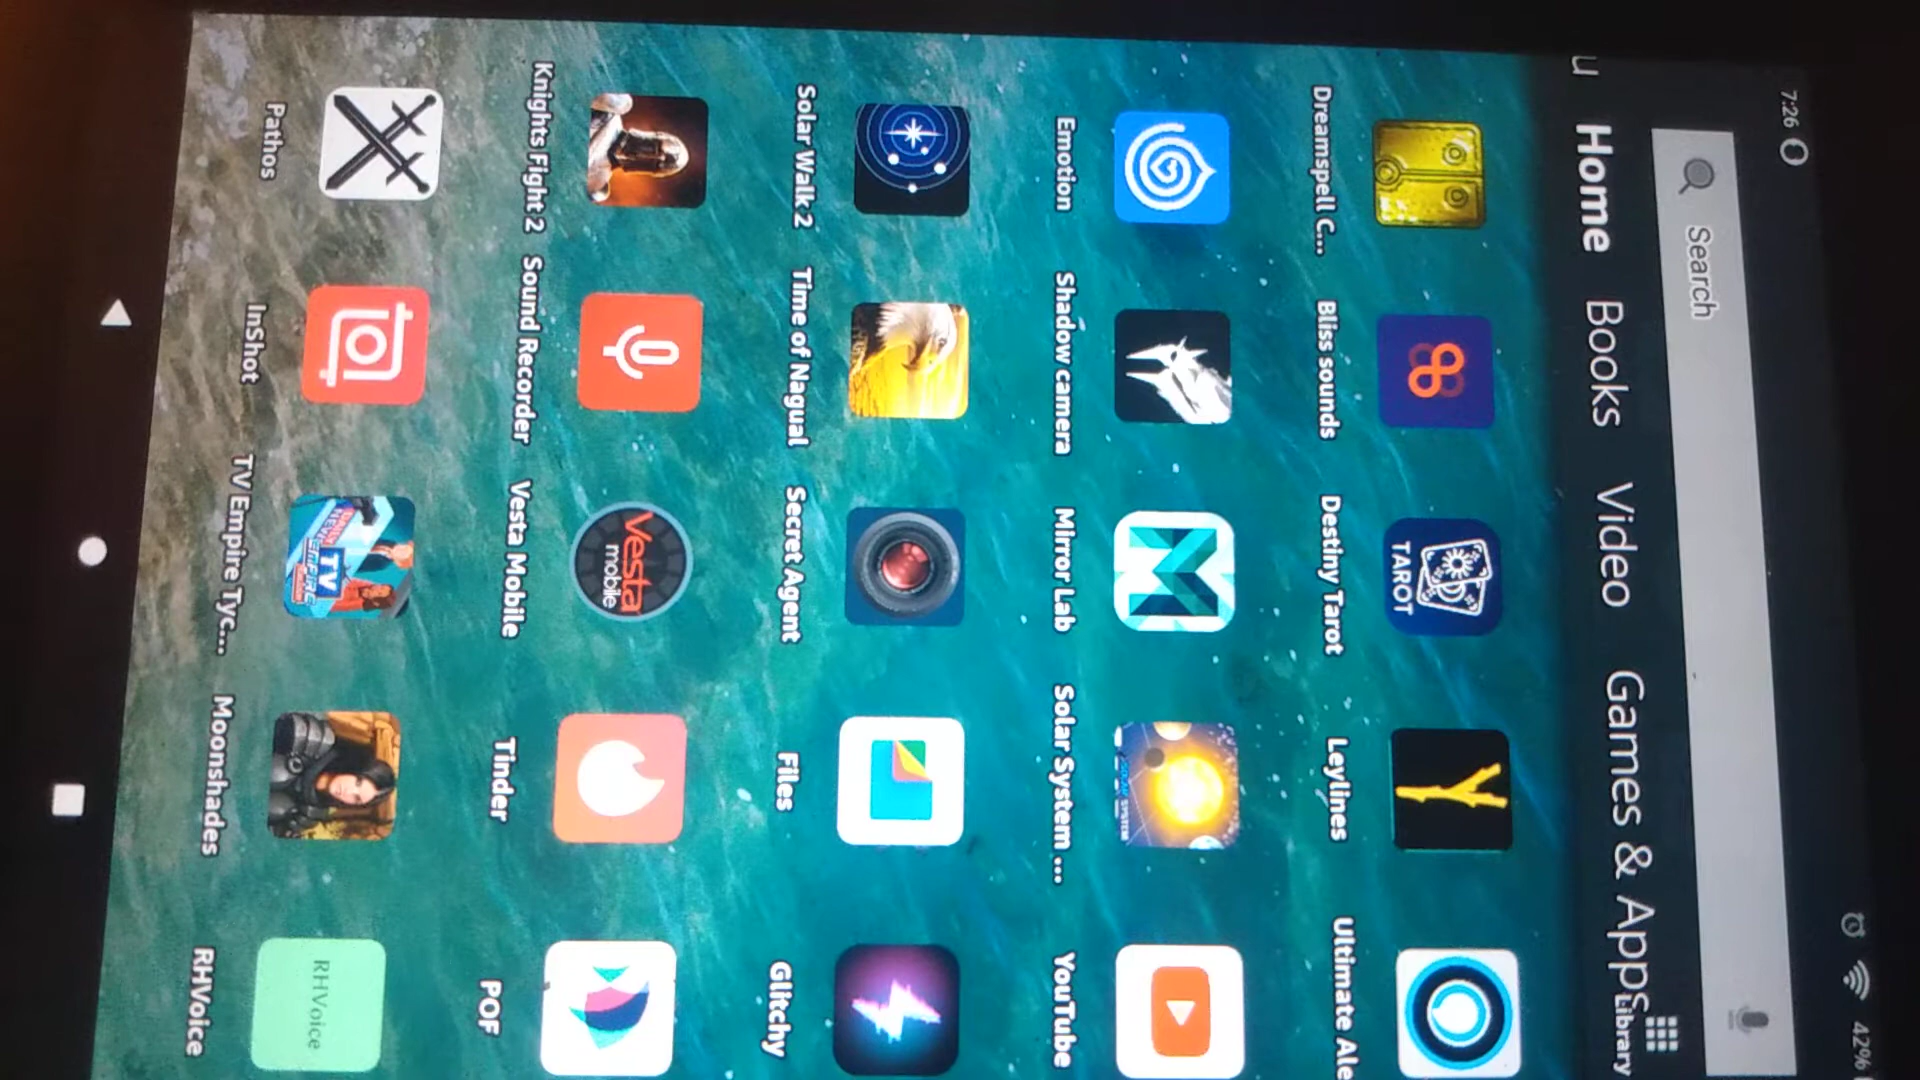 7:26 42%
Search
u Home Books Video Games & Apps Library
TAROT
Dreamspell C... Bliss sounds Destiny Tarot Leylines Ultimate Ale
SOLAR SYSTEM
Emotion Shadow camera Mirror Lab Solar System ... YouTube
Solar Walk 2 Time of Nagual Secret Agent Files Glitchy
Vesta
mobile
Knights Fight 2 Sound Recorder Vesta Mobile Tinder POF
TV
EMPIRE
RHVoice
Pathos InShot TV Empire Tyc... Moonshades RHVoice